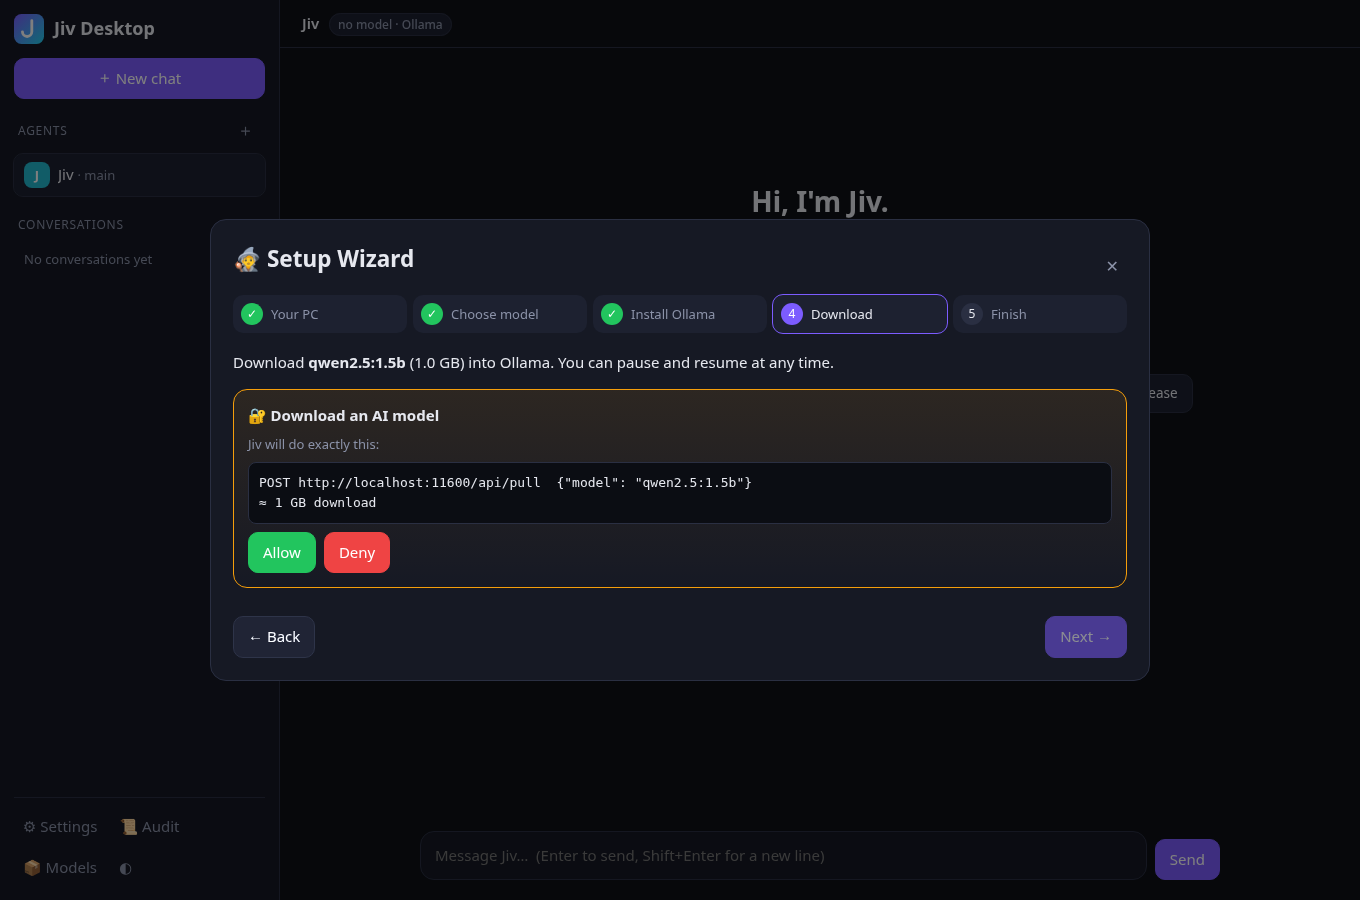 Jiv Desktop
+ New chat
AGENTS +
J Jiv · main
CONVERSATIONS
No conversations yet
⚙ Settings 📜 Audit
📦 Models ◐
Jiv no model · Ollama
Hi, I'm Jiv.
🧙 Setup Wizard
✕
✓ Your PC
✓ Choose model
✓ Install Ollama
4 Download
5 Finish
Download qwen2.5:1.5b (1.0 GB) into Ollama. You can pause and resume at any time.
🔐 Download an AI model
Jiv will do exactly this:
POST http://localhost:11600/api/pull  {"model": "qwen2.5:1.5b"}
≈ 1 GB download
Allow Deny
← Back Next →
Message Jiv… (Enter to send, Shift+Enter for a new line)
Send